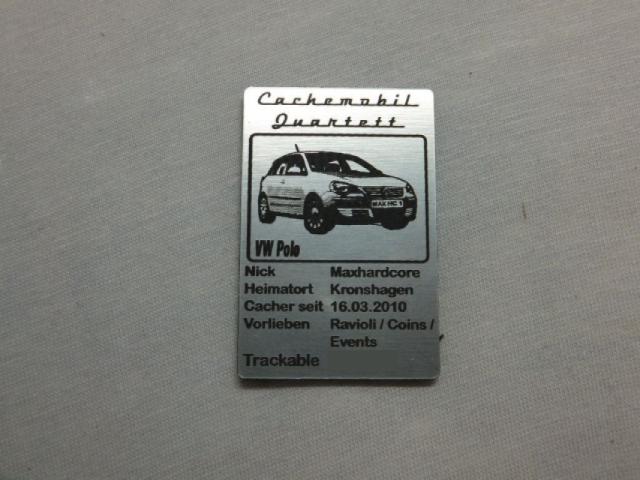 Cachemobil
Quartett
MAX HC 1
VW Polo
Nick Maxhardcore
Heimatort Kronshagen
Cacher seit 16.03.2010
Vorlieben Ravioli / Coins /
Events
Trackable